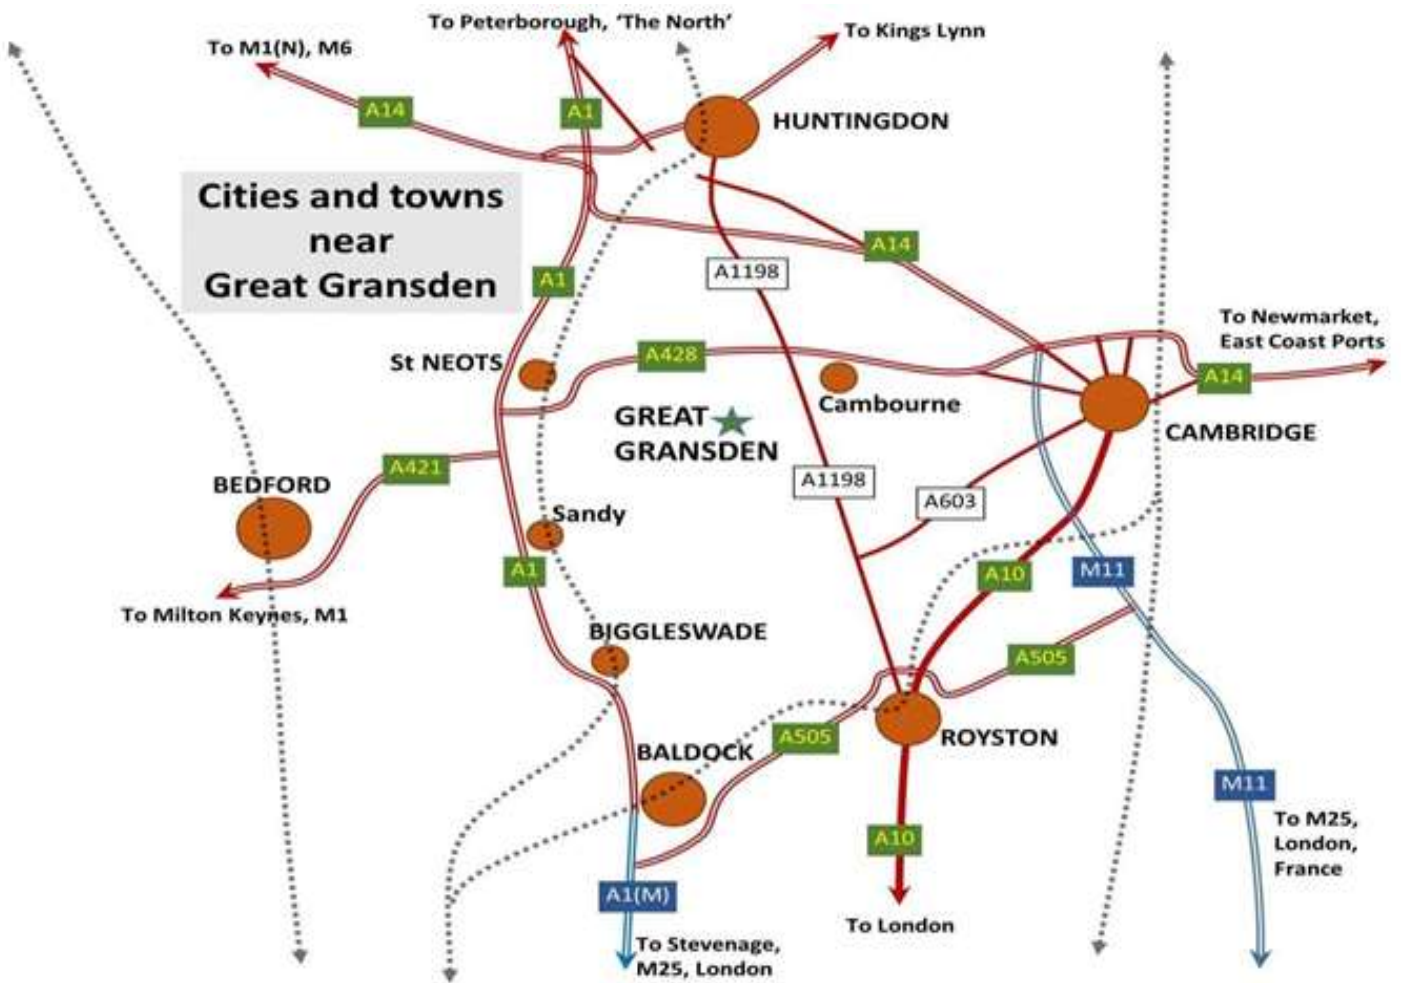 To Peterborough, ‘The North’
To M1(N), M6
To Kings Lynn
A14
A1
HUNTINGDON
Cities and towns
near
Great Gransden
A14
A1198
A1
To Newmarket,
East Coast Ports
St NEOTS
A428
A14
Cambourne
GREAT
GRANSDEN
CAMBRIDGE
A421
BEDFORD
A1198
A603
Sandy
A1
A10
M11
To Milton Keynes, M1
BIGGLESWADE
A505
A505
ROYSTON
BALDOCK
M11
To M25,
London,
France
A10
A1(M)
To London
To Stevenage,
M25, London